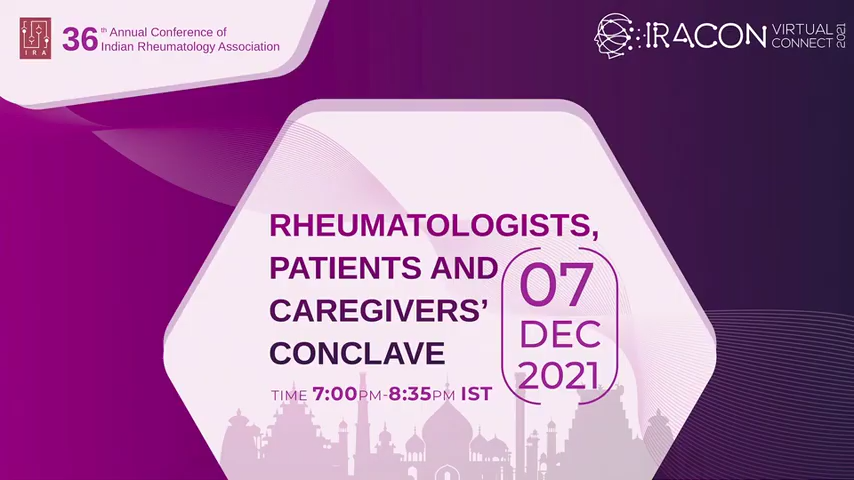 IRA
36th Annual Conference of
Indian Rheumatology Association
IRACON VIRTUAL CONNECT 2021
RHEUMATOLOGISTS,
PATIENTS AND
CAREGIVERS'
CONCLAVE
07
DEC
2021
TIME 7:00PM-8:35PM IST